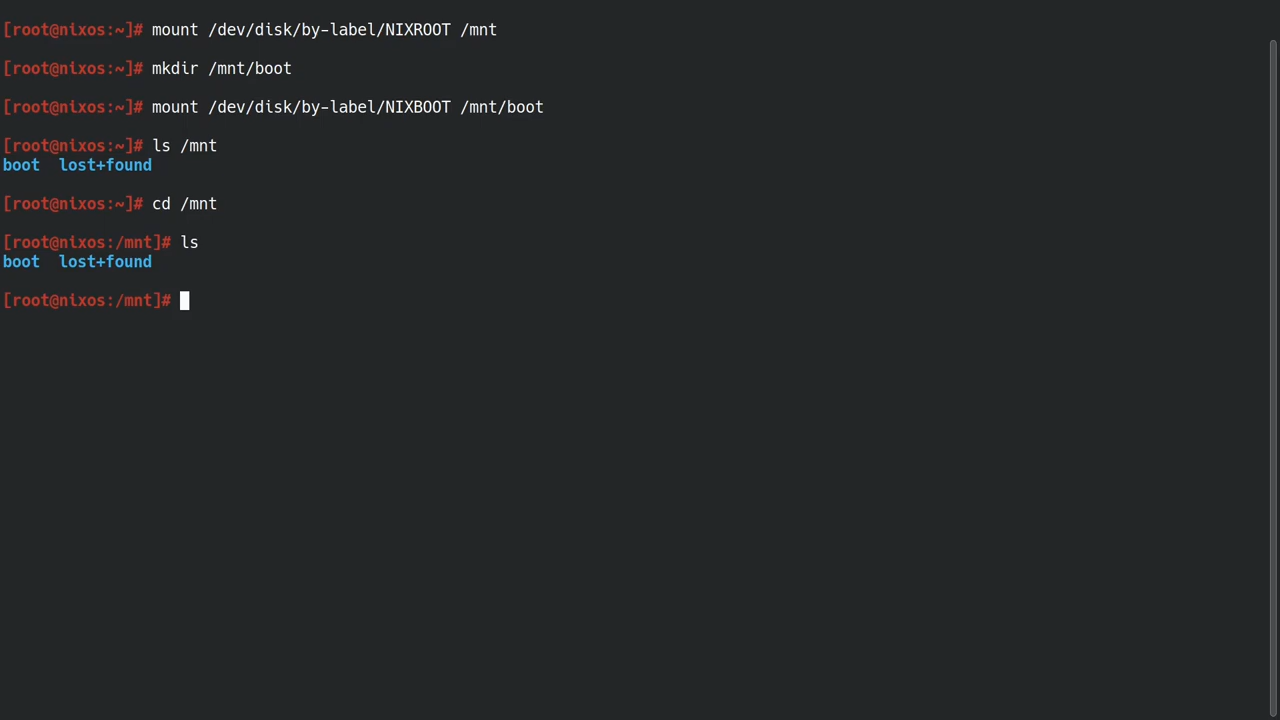 [root@nixos:~]# mount /dev/disk/by-label/NIXROOT /mnt
[root@nixos:~]# mkdir /mnt/boot
[root@nixos:~]# mount /dev/disk/by-label/NIXBOOT /mnt/boot
[root@nixos:~]# ls /mnt
boot  lost+found
[root@nixos:~]# cd /mnt
[root@nixos:/mnt]# ls
boot  lost+found
[root@nixos:/mnt]#